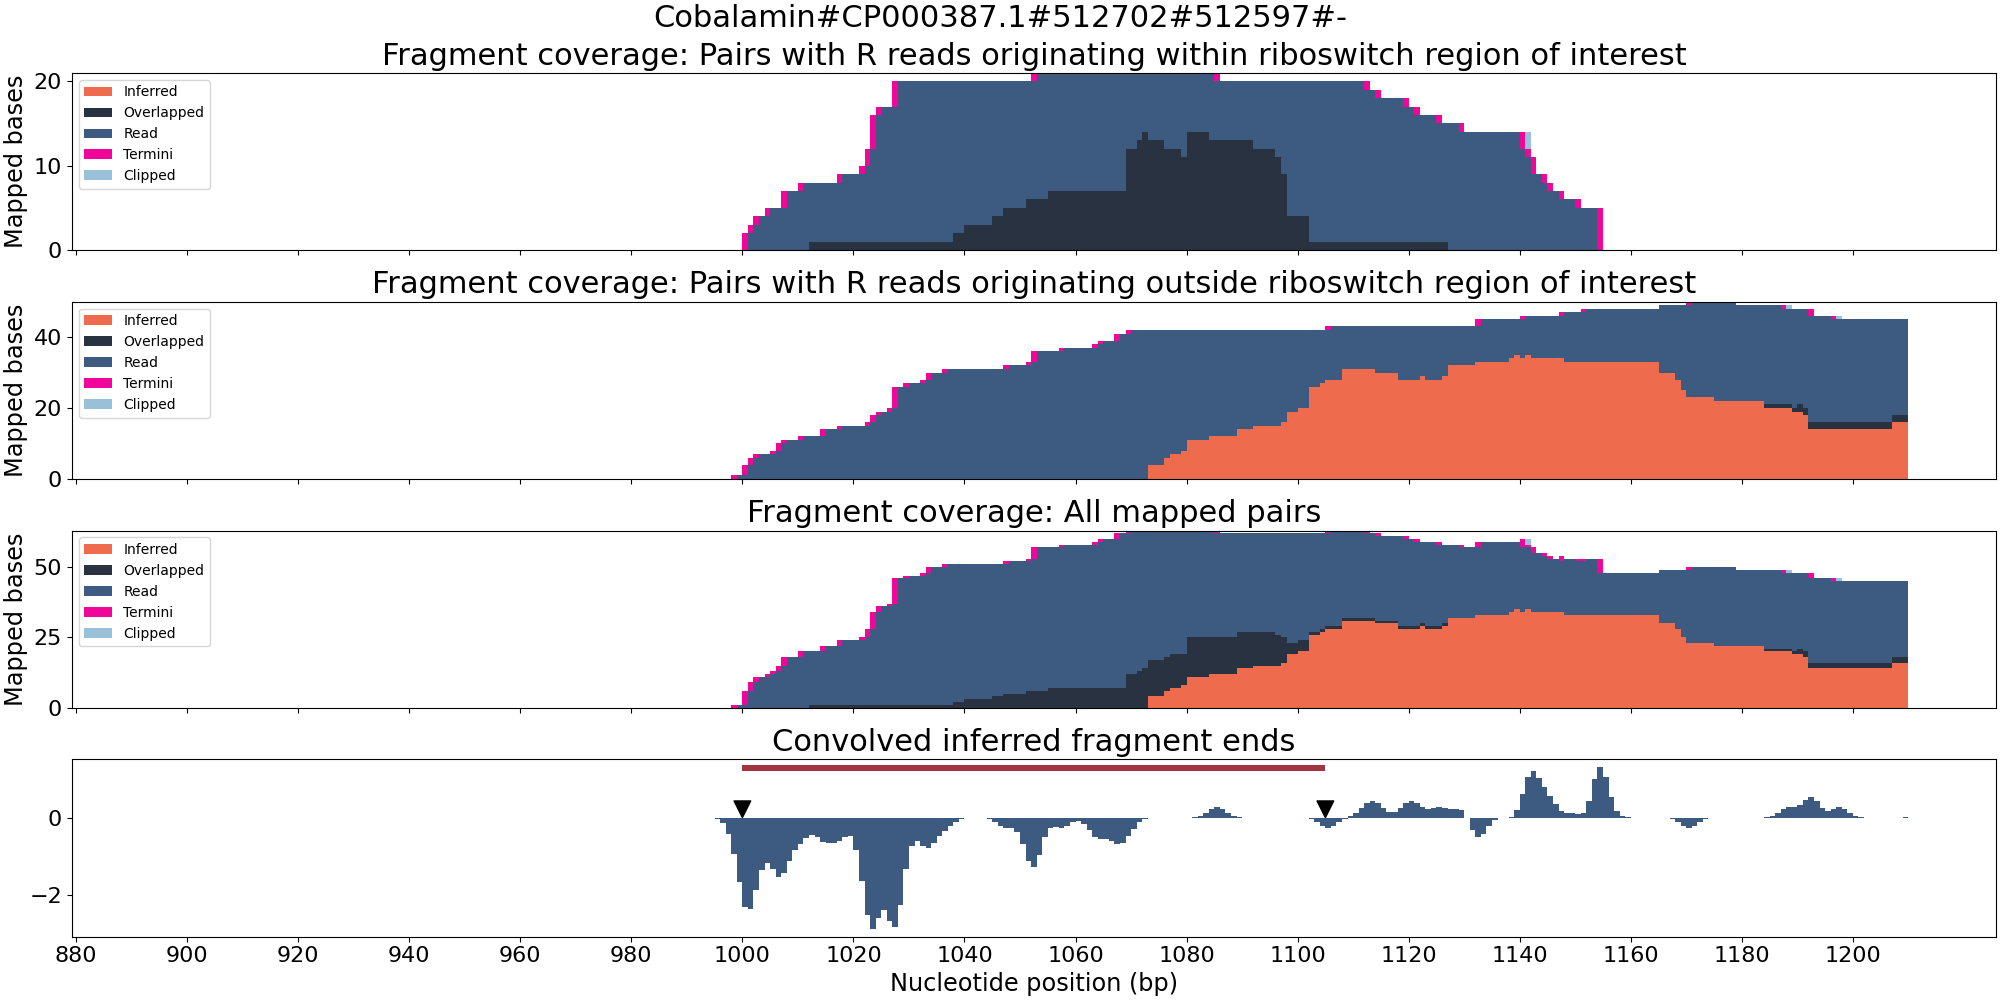 Cobalamin#CP000387.1#512702#512597#-
Fragment coverage: Pairs with R reads originating within riboswitch region of interest
Mapped bases
20
10
0
Inferred
Overlapped
Read
Termini
Clipped
Fragment coverage: Pairs with R reads originating outside riboswitch region of interest
Mapped bases
40
20
0
Inferred
Overlapped
Read
Termini
Clipped
Fragment coverage: All mapped pairs
Mapped bases
50
25
0
Inferred
Overlapped
Read
Termini
Clipped
Convolved inferred fragment ends
0
−2
880 900 920 940 960 980 1000 1020 1040 1060 1080 1100 1120 1140 1160 1180 1200
Nucleotide position (bp)